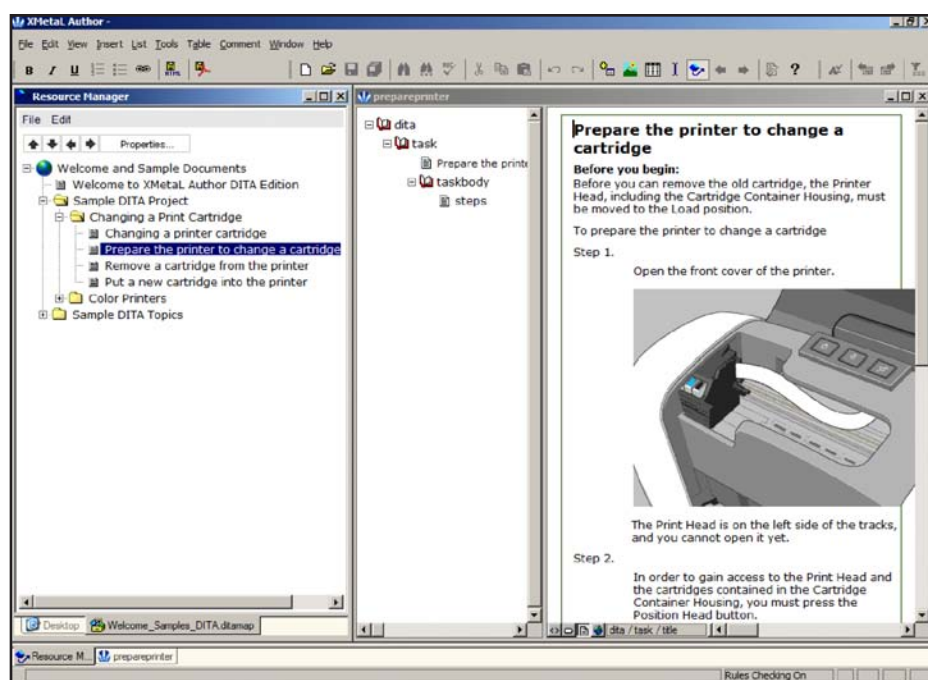 XMetaL Author -
File Edit View Insert List Tools Table Comment Window Help
B I U
HTML
?
Resource Manager
File Edit
Properties...
Welcome and Sample Documents
Welcome to XMetaL Author DITA Edition
Sample DITA Project
Changing a Print Cartridge
Changing a printer cartridge
Prepare the printer to change a cartridge
Remove a cartridge from the printer
Put a new cartridge into the printer
Color Printers
Sample DITA Topics
Desktop Welcome_Samples_DITA.ditamap
prepareprinter
dita
task
Prepare the printe
taskbody
steps
Prepare the printer to change a
cartridge
Before you begin:
Before you can remove the old cartridge, the Printer
Head, including the Cartridge Container Housing, must
be moved to the Load position.
To prepare the printer to change a cartridge
Step 1.
Open the front cover of the printer.
The Print Head is on the left side of the tracks,
and you cannot open it yet.
Step 2.
In order to gain access to the Print Head and
the cartridges contained in the Cartridge
Container Housing, you must press the
Position Head button.
dita / task / title
Resource M... prepareprinter
Rules Checking On